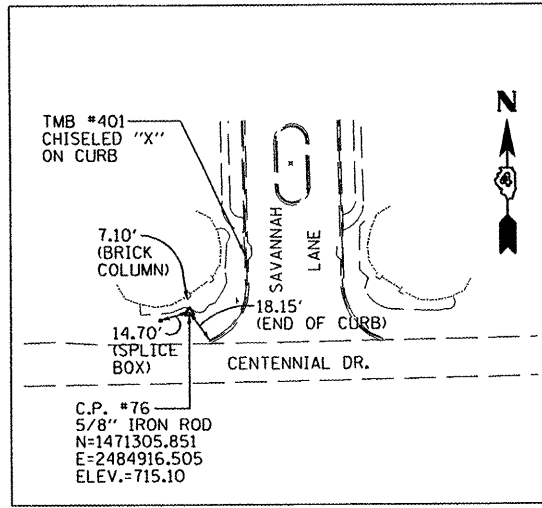 TMB #401
CHISELED "X"
ON CURB
N
7.10'
(BRICK
COLUMN)
SAVANNAH
LANE
18.15'
(END OF CURB)
14.70'
(SPLICE
BOX)
CENTENNIAL DR.
C.P. #76
5/8" IRON ROD
N=1471305.851
E=2484916.505
ELEV.=715.10